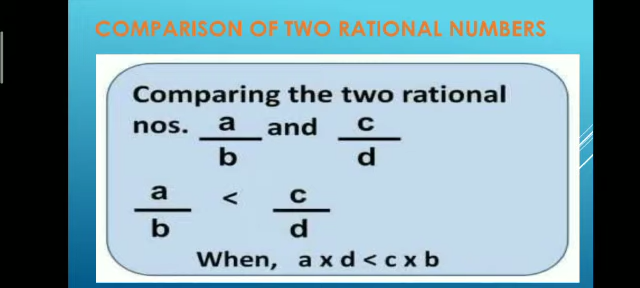 COMPARISON OF TWO RATIONAL NUMBERS
Comparing the two rational
nos. a/b and c/d
a/b < c/d
When, a x d < c x b